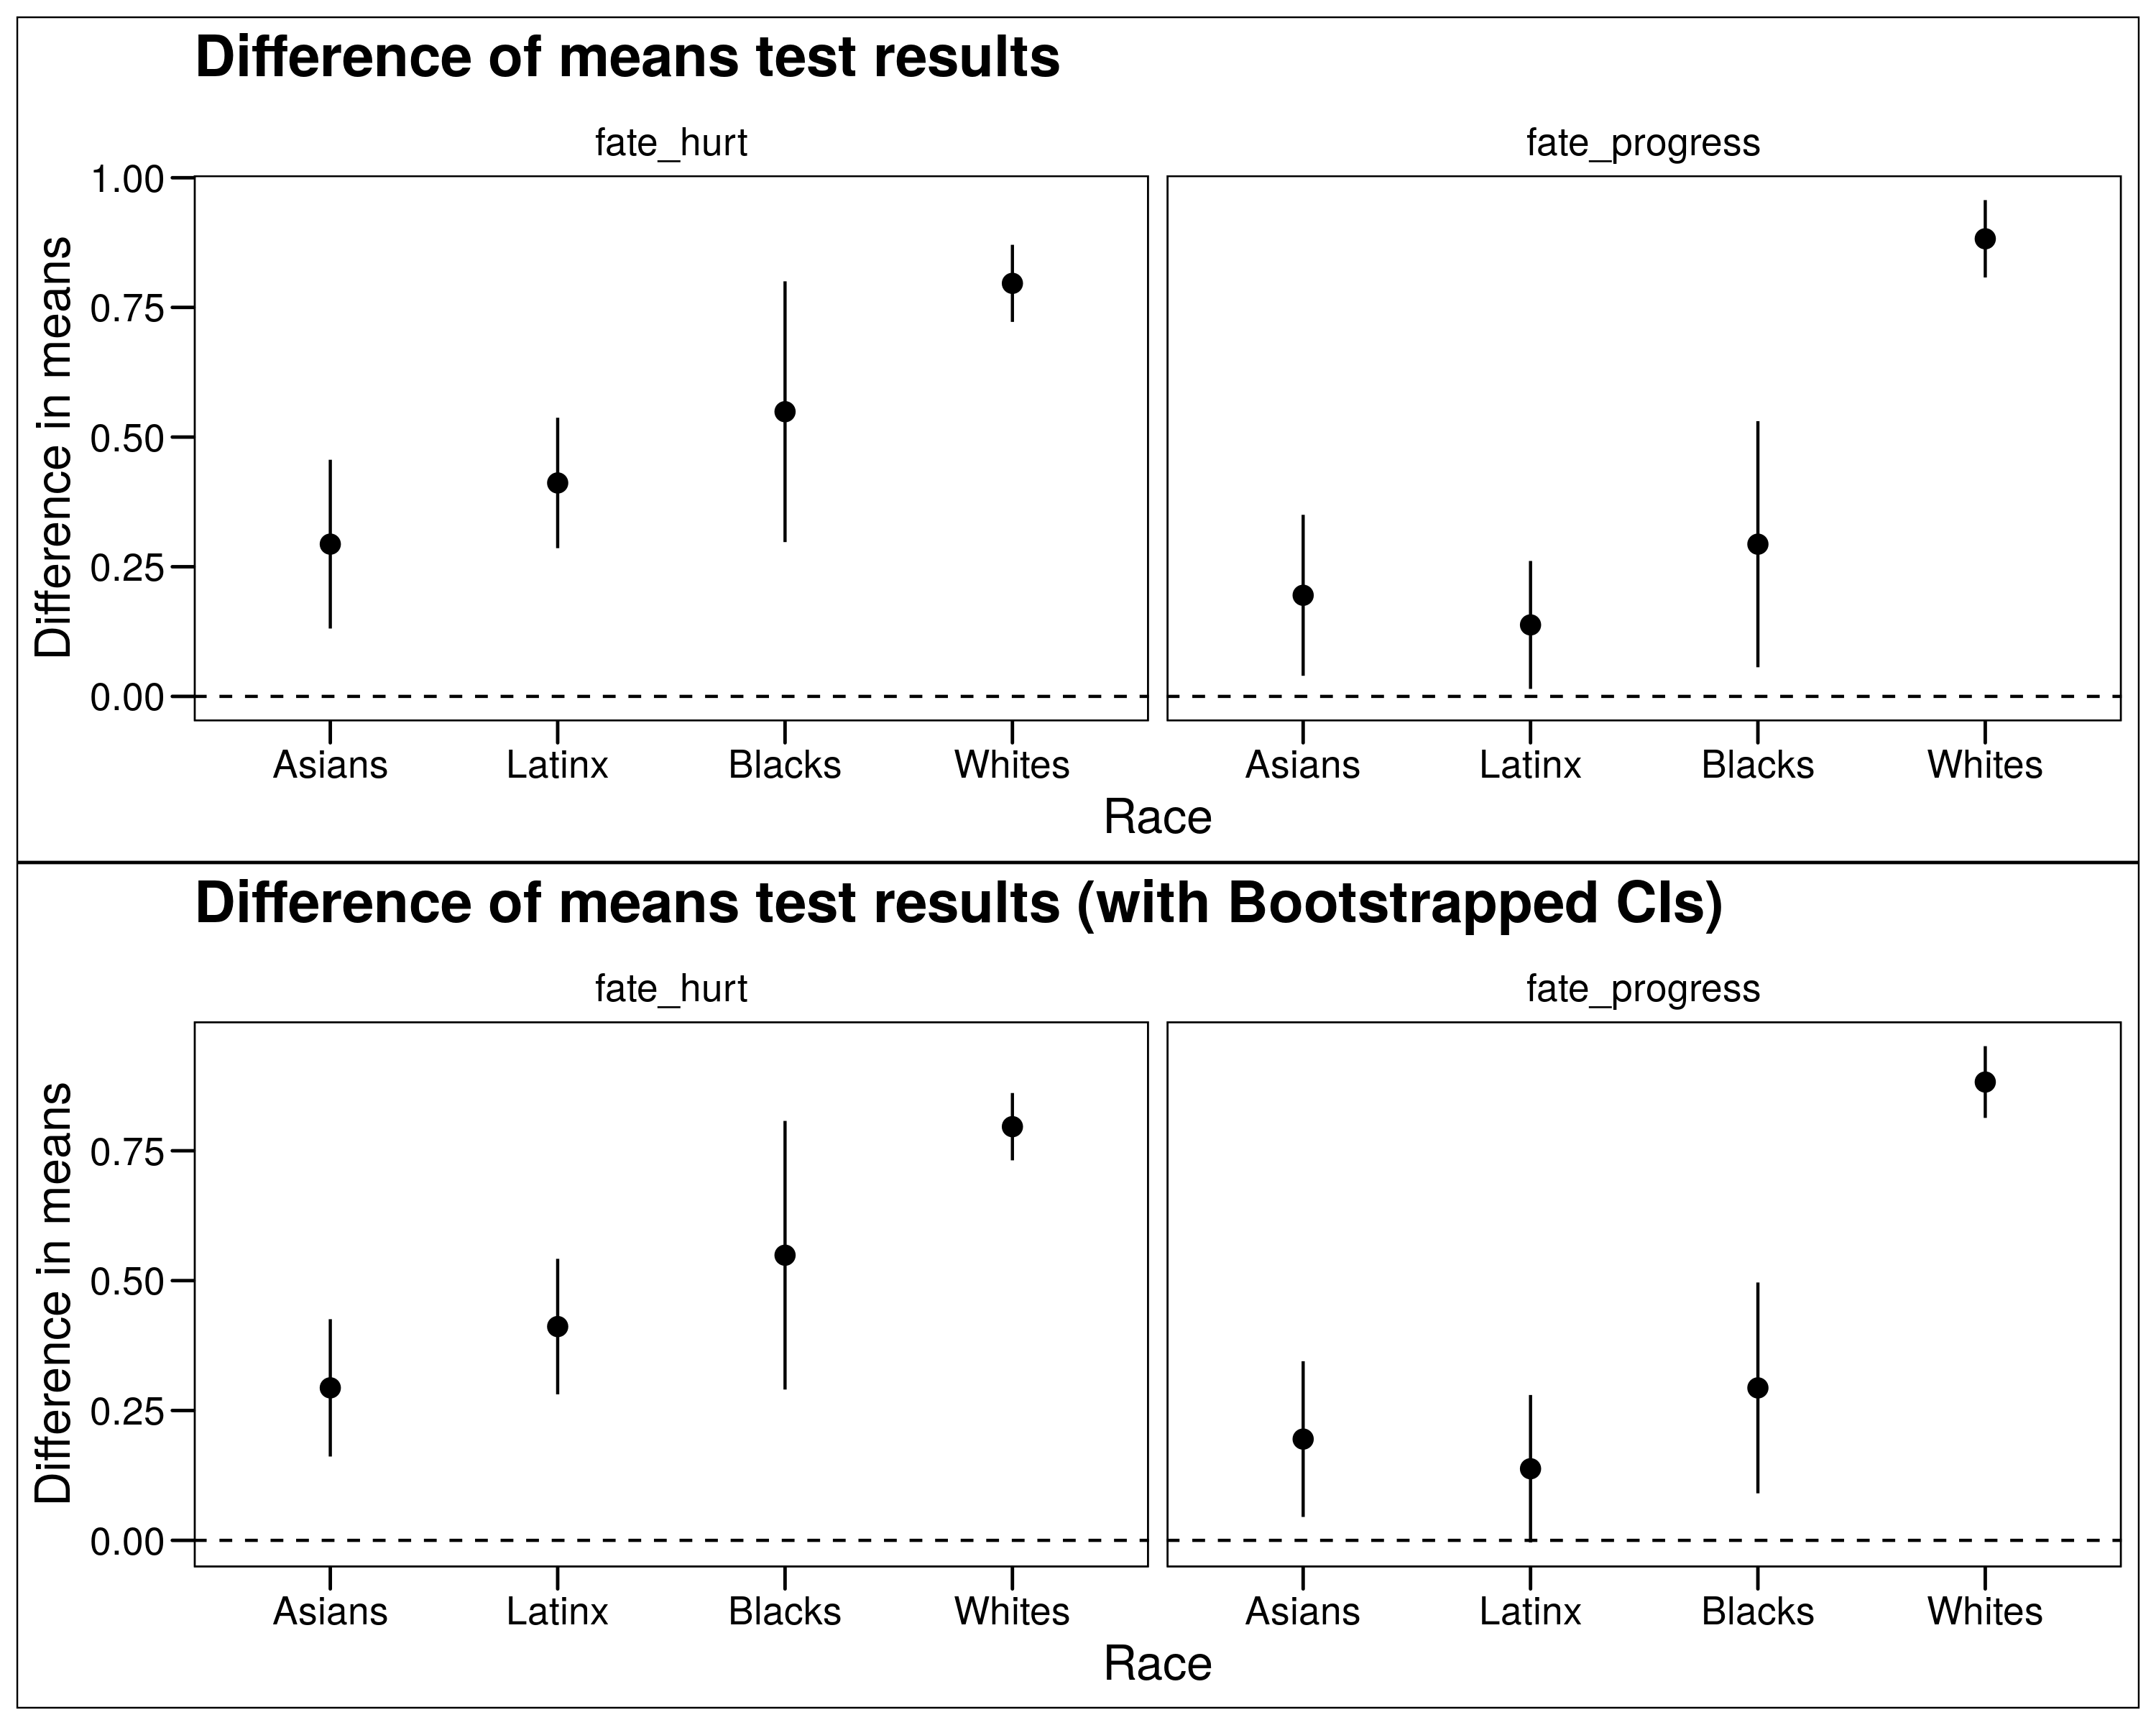 Difference of means test results
fate_hurt
fate_progress
Difference in means
1.00
0.75
0.50
0.25
0.00
Asians Latinx Blacks Whites
Asians Latinx Blacks Whites
Race
Difference of means test results (with Bootstrapped CIs)
fate_hurt
fate_progress
Difference in means
0.75
0.50
0.25
0.00
Asians Latinx Blacks Whites
Asians Latinx Blacks Whites
Race